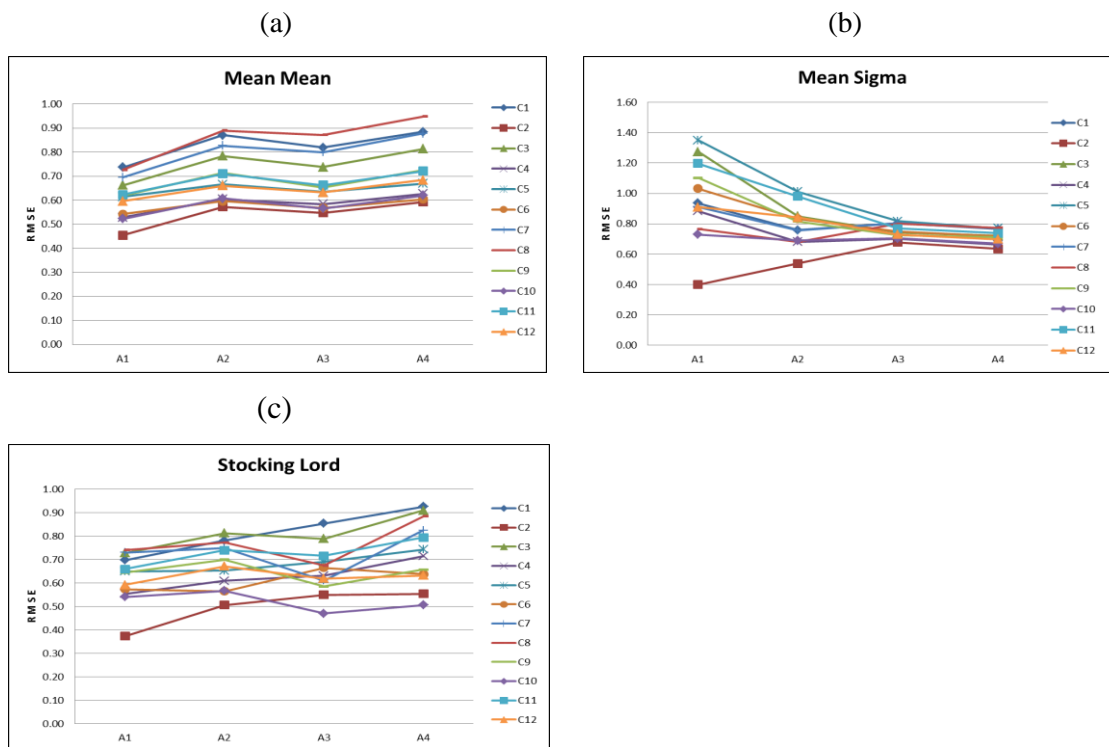 (a)
Mean Mean
1.00
0.90
0.80
0.70
0.60
0.50
0.40
0.30
0.20
0.10
0.00
RMSE
A1 A2 A3 A4
C1
C2
C3
C4
C5
C6
C7
C8
C9
C10
C11
C12
(b)
Mean Sigma
1.60
1.40
1.20
1.00
0.80
0.60
0.40
0.20
0.00
RMSE
A1 A2 A3 A4
C1
C2
C3
C4
C5
C6
C7
C8
C9
C10
C11
C12
(c)
Stocking Lord
1.00
0.90
0.80
0.70
0.60
0.50
0.40
0.30
0.20
0.10
0.00
RMSE
A1 A2 A3 A4
C1
C2
C3
C4
C5
C6
C7
C8
C9
C10
C11
C12